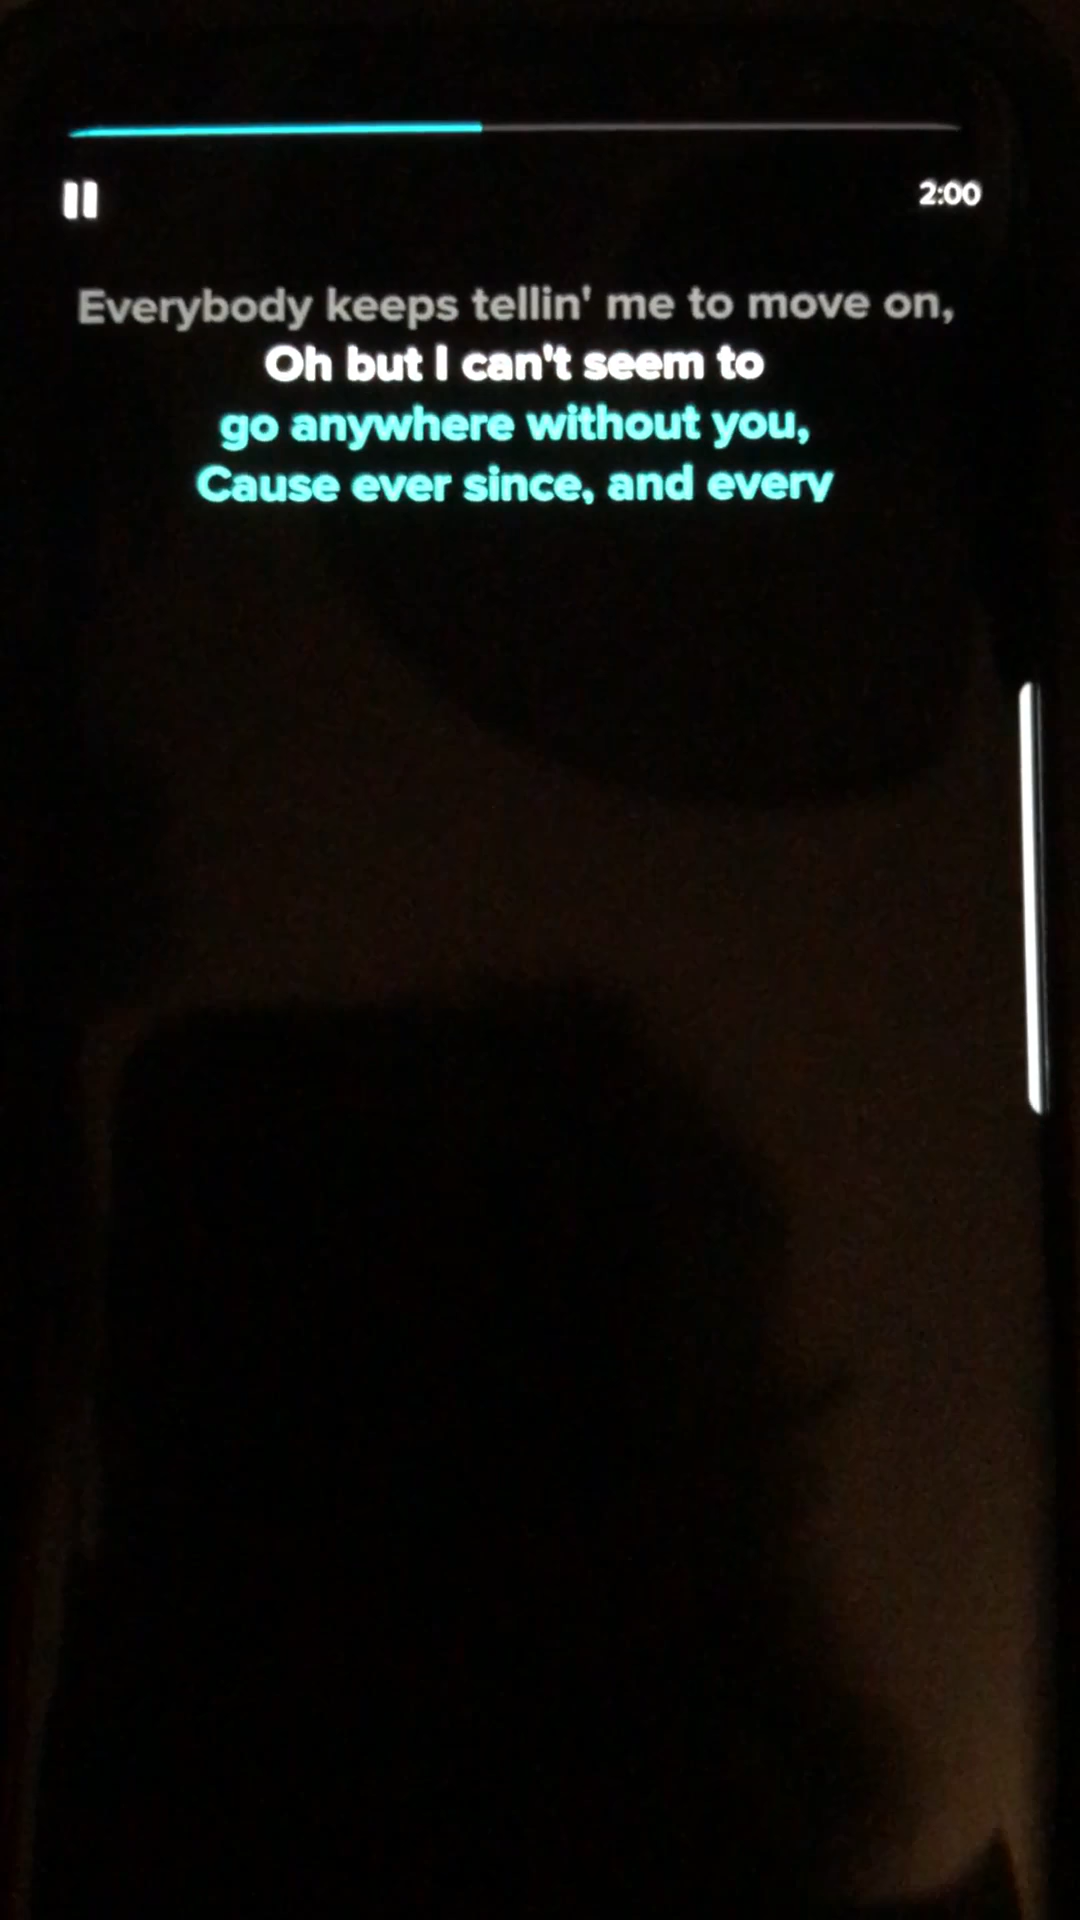 2:00
Everybody keeps tellin' me to move on,
Oh but I can't seem to
go anywhere without you,
Cause ever since, and every